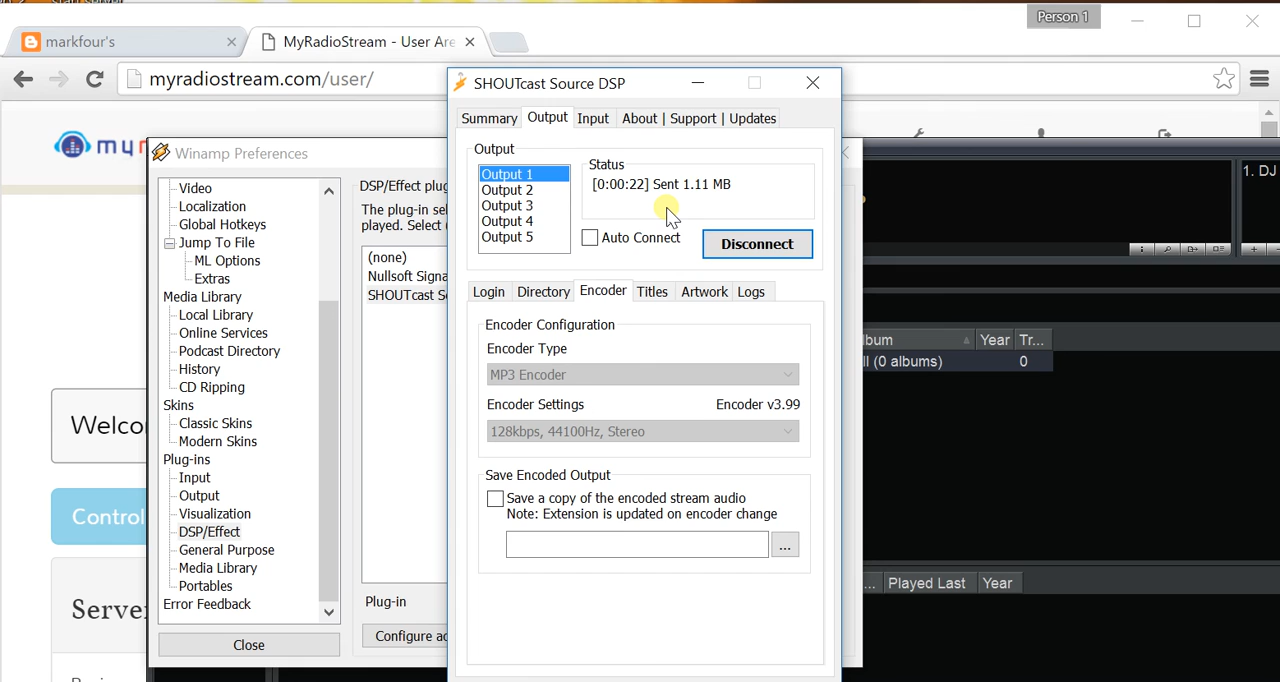 Person 1
markfour's
MyRadioStream - User Are
myradiostream.com/user/
SHOUTcast Source DSP
Summary
Output
Input
About | Support | Updates
Output
Output 1
Output 2
Output 3
Output 4
Output 5
Status
[0:00:22] Sent 1.11 MB
Auto Connect
Disconnect
Login
Directory
Encoder
Titles
Artwork
Logs
Encoder Configuration
Encoder Type
MP3 Encoder
Encoder Settings
Encoder v3.99
128kbps, 44100Hz, Stereo
Save Encoded Output
Save a copy of the encoded stream audio
Note: Extension is updated on encoder change
...
Winamp Preferences
Video
Localization
Global Hotkeys
Jump To File
ML Options
Extras
Media Library
Local Library
Online Services
Podcast Directory
History
CD Ripping
Skins
Classic Skins
Modern Skins
Plug-ins
Input
Output
Visualization
DSP/Effect
General Purpose
Media Library
Portables
Error Feedback
Close
DSP/Effect plug
The plug-in se
played. Select
(none)
Nullsoft Signa
SHOUTcast S
Plug-in
Configure ac
my
Welco
Control
Server
1. DJ
lbum
Year
Tr...
ll (0 albums)
0
...
Played Last
Year